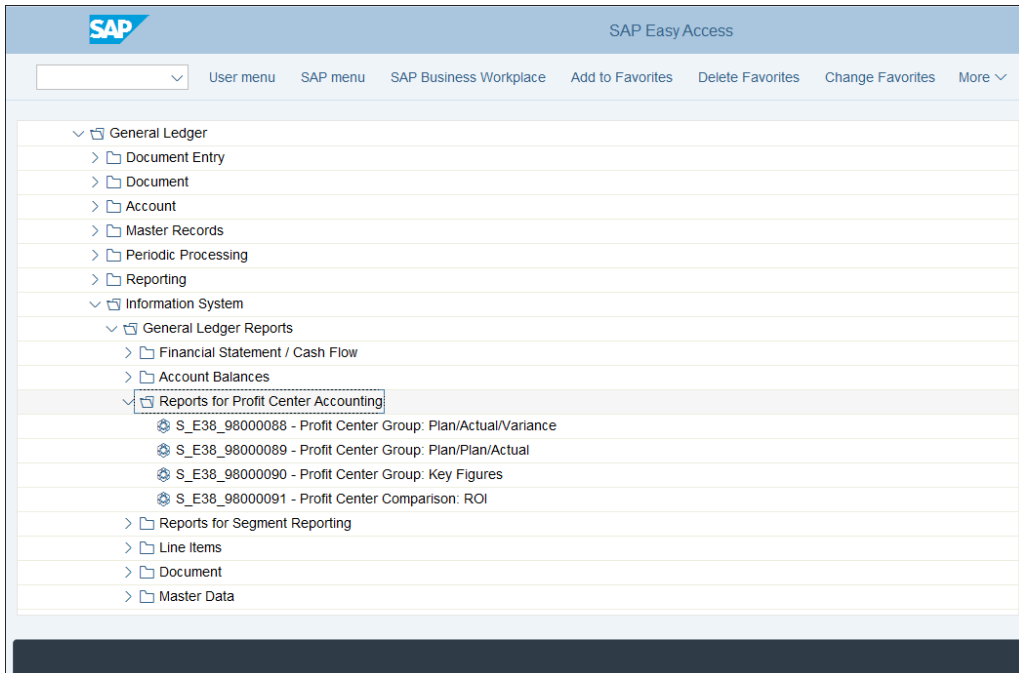 SAP
SAP Easy Access
User menu SAP menu SAP Business Workplace Add to Favorites Delete Favorites Change Favorites More
General Ledger
Document Entry
Document
Account
Master Records
Periodic Processing
Reporting
Information System
General Ledger Reports
Financial Statement / Cash Flow
Account Balances
Reports for Profit Center Accounting
S_E38_98000088 - Profit Center Group: Plan/Actual/Variance
S_E38_98000089 - Profit Center Group: Plan/Plan/Actual
S_E38_98000090 - Profit Center Group: Key Figures
S_E38_98000091 - Profit Center Comparison: ROI
Reports for Segment Reporting
Line Items
Document
Master Data